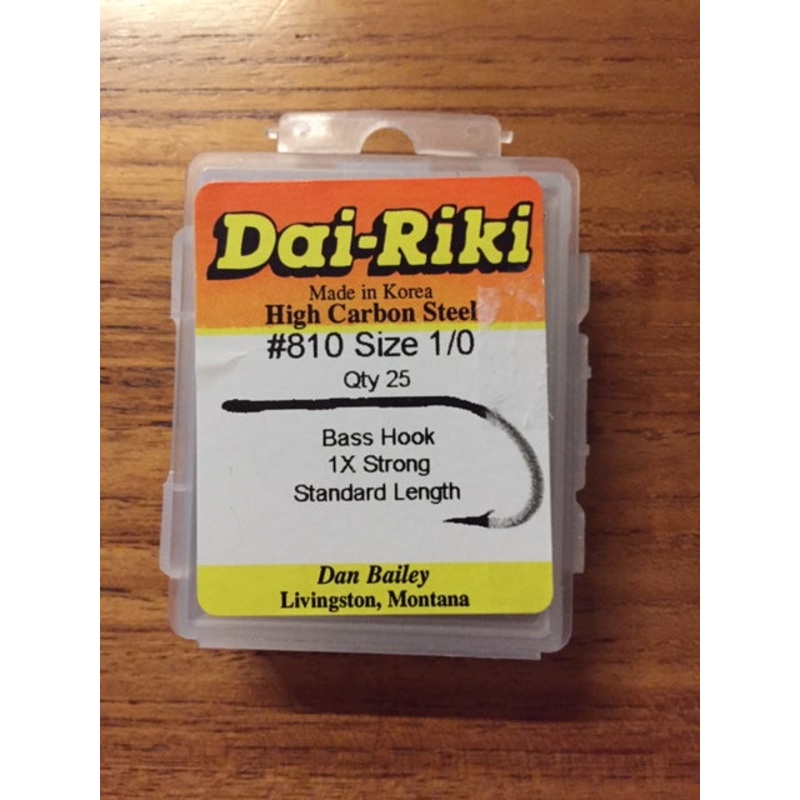 Dai-Riki
Made in Korea
High Carbon Steel
#810 Size 1/0
Qty 25
Bass Hook
1X Strong
Standard Length
Dan Bailey
Livingston, Montana